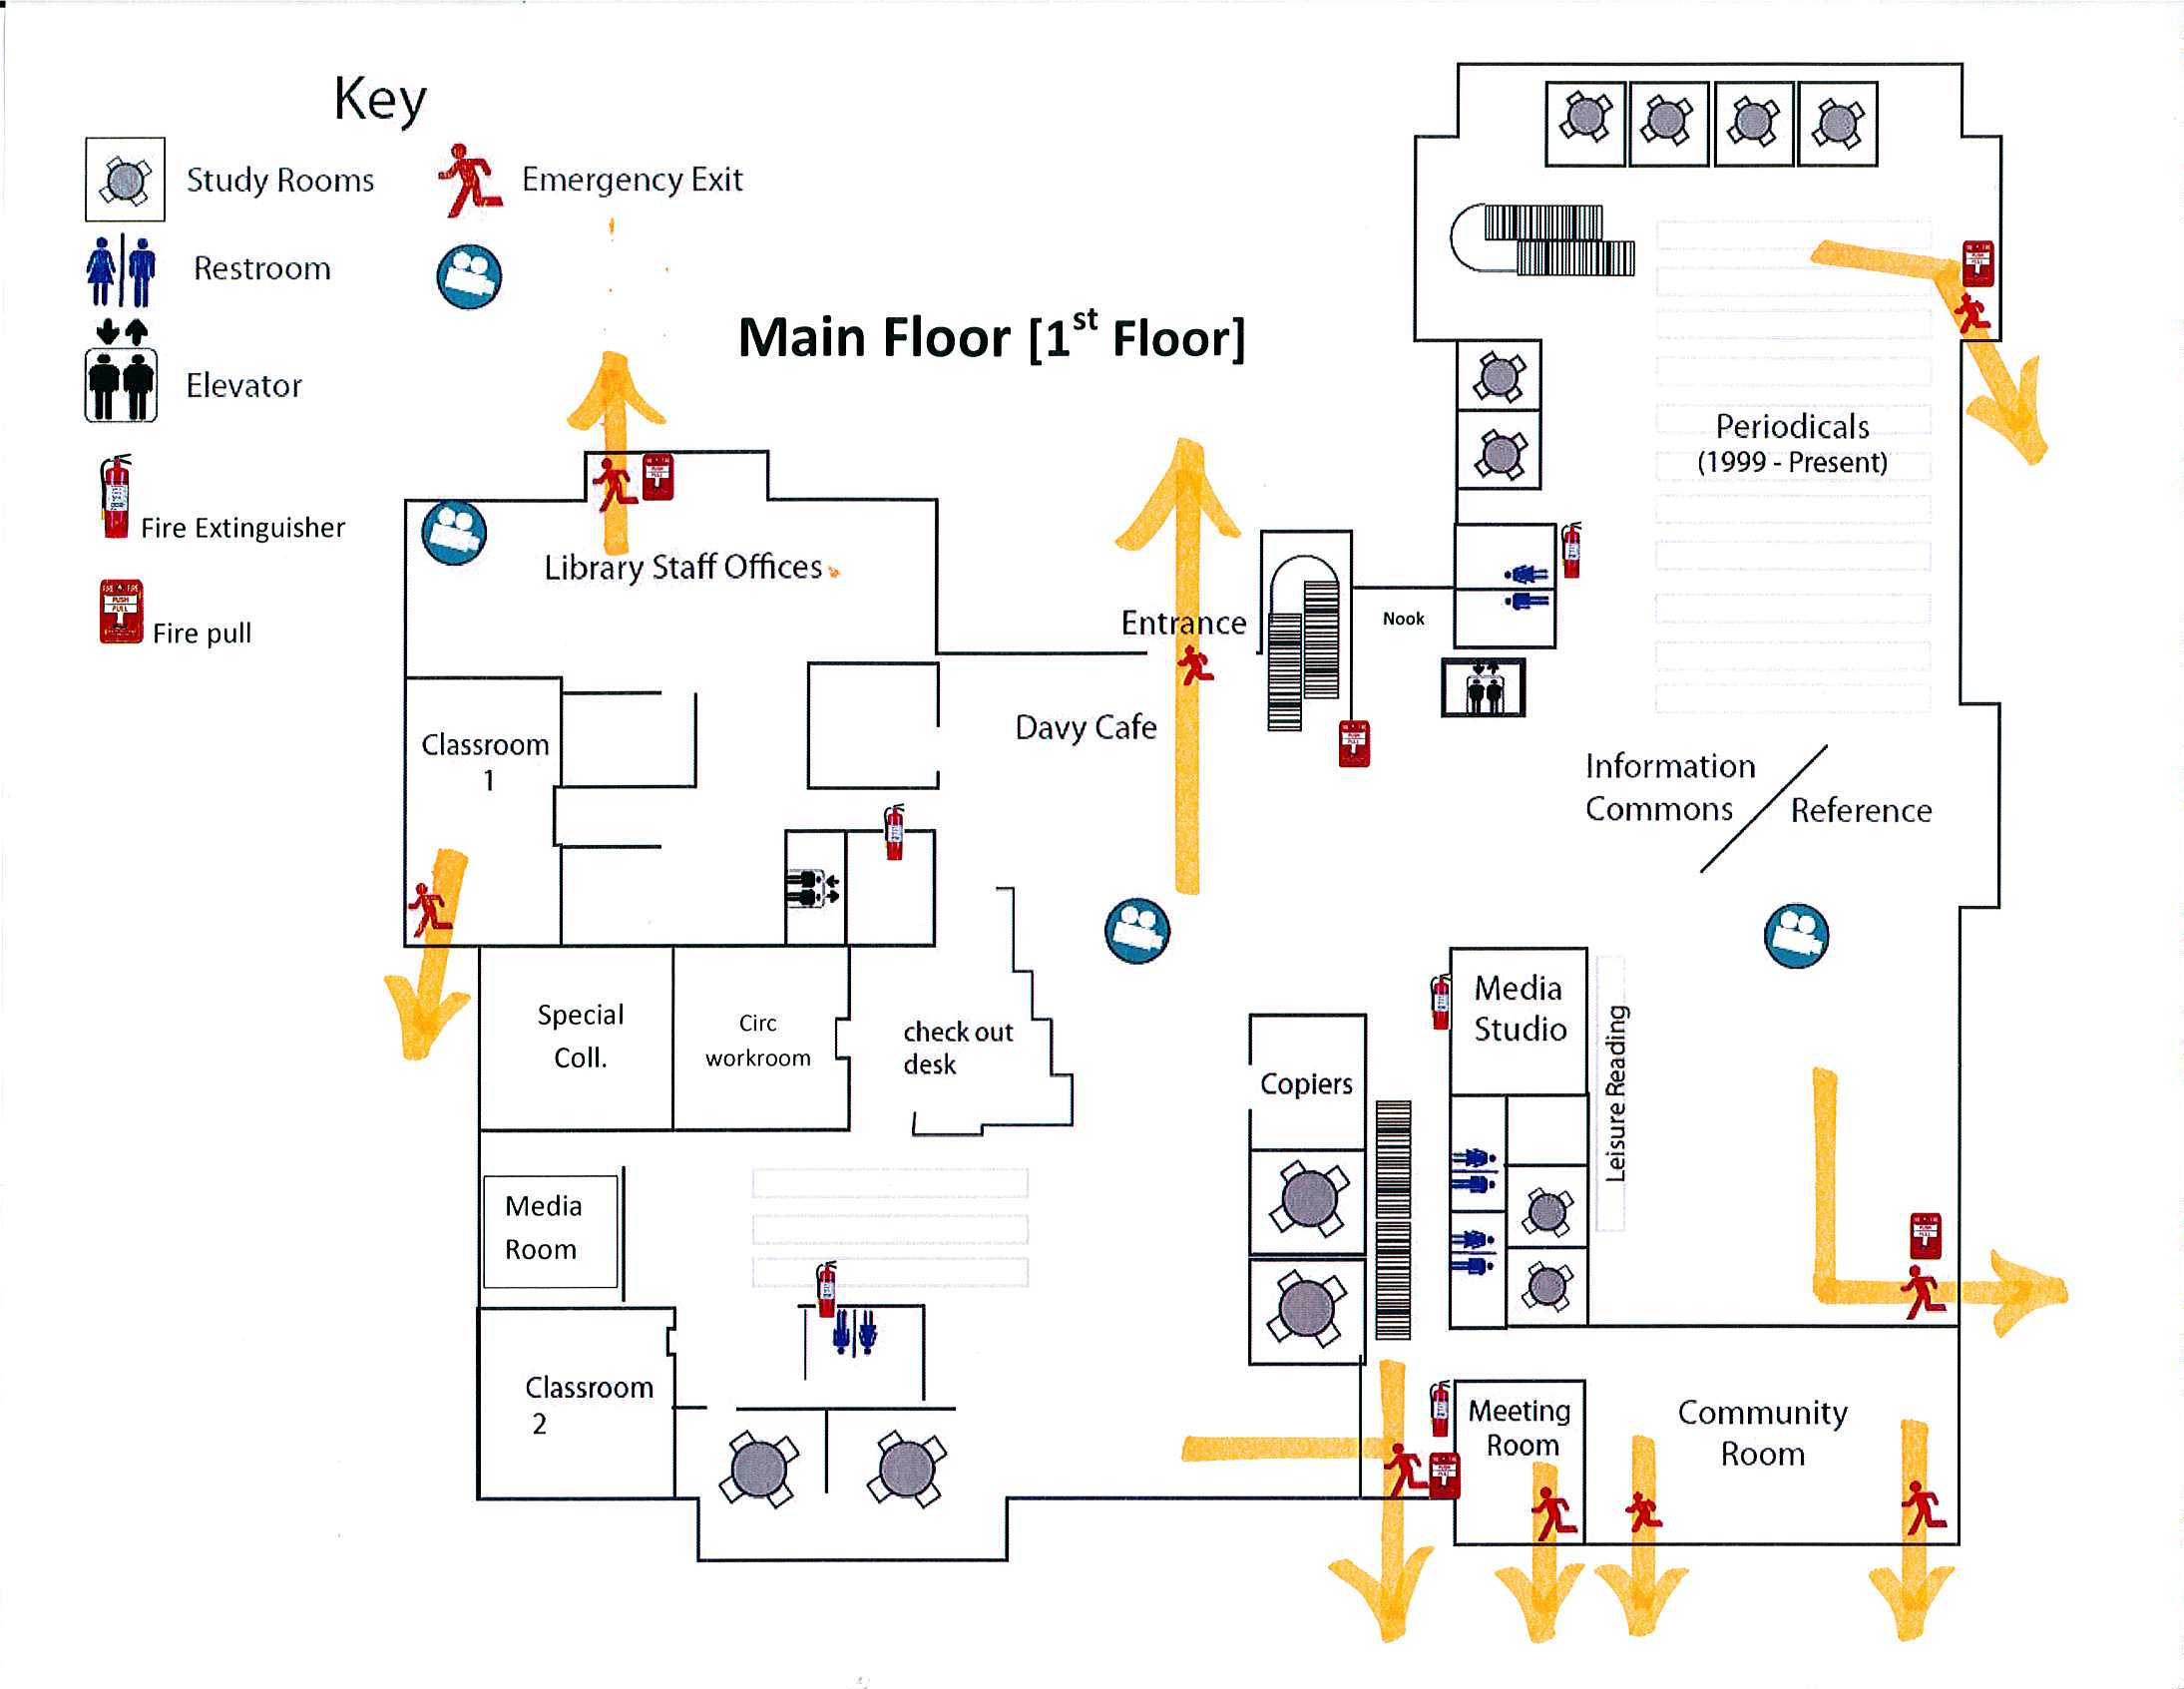 Key
Study Rooms
Emergency Exit
Restroom
Elevator
Fire Extinguisher
Fire pull
Main Floor [1st Floor]
Periodicals
(1999 - Present)
Library Staff Offices
Entrance
Nook
Davy Cafe
Classroom
1
Information
Commons
Reference
Special
Coll.
Circ
workroom
check out
desk
Media
Studio
Leisure Reading
Copiers
Media
Room
Classroom
2
Meeting
Room
Community
Room